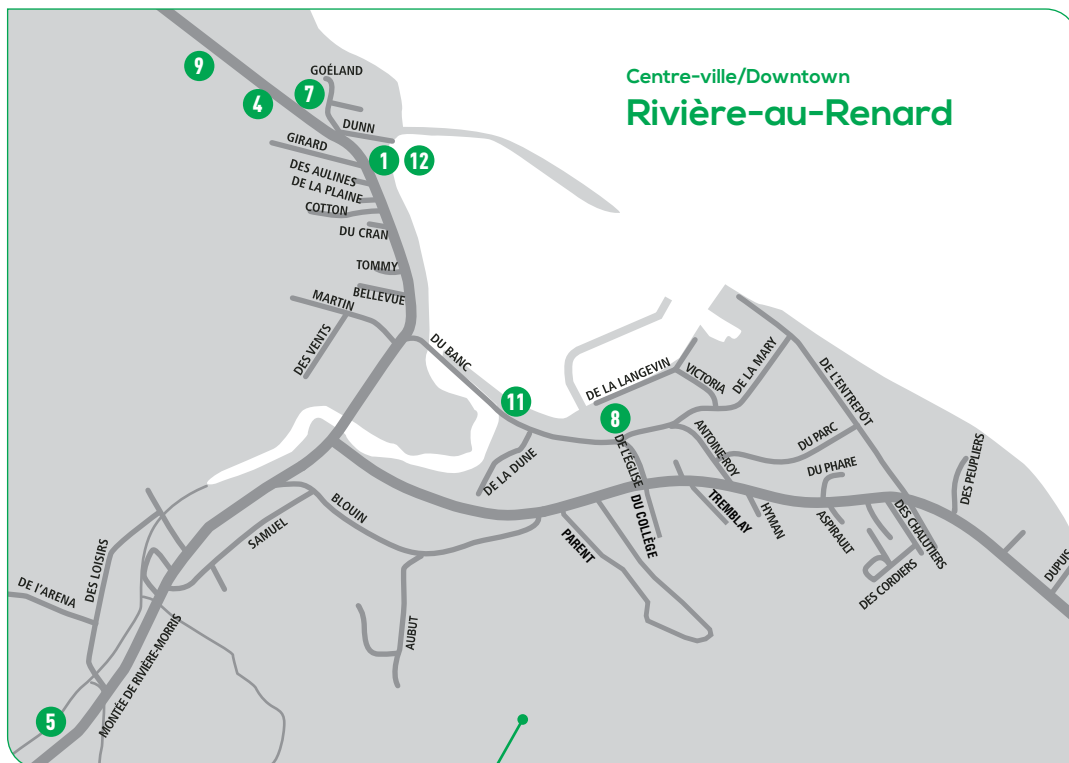 Centre-ville/Downtown
Rivière-au-Renard
9
4
7
GOÉLAND
DUNN
GIRARD
1
12
DES AULINES
DE LA PLAINE
COTTON
DU CRAN
TOMMY
BELLEVUE
MARTIN
DES VENTS
DU BANC
11
DE LA LANGEVIN
8
VICTORIA
DE LA MARY
DE L'ENTREPÔT
DE LA DUNE
DE L'ÉGLISE
ANTOINE-ROY
DU PARC
DU PHARE
DES PEUPLIERS
BLOUIN
SAMUEL
PARENT
DU COLLÈGE
TREMBLAY
HYMAN
ASPIRAULT
DES CHALUTIERS
DES CORDIERS
DUPUIS
DES LOISIRS
DE l'ARENA
AUBUT
MONTÉE DE RIVIÈRE-MORRIS
5